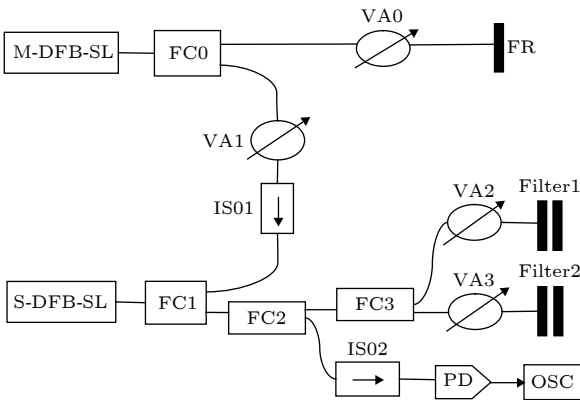 VA0
M-DFB-SL
FC0
FR
VA1
IS01
VA2
Filter1
S-DFB-SL
FC1
FC2
FC3
VA3
Filter2
IS02
PD
OSC